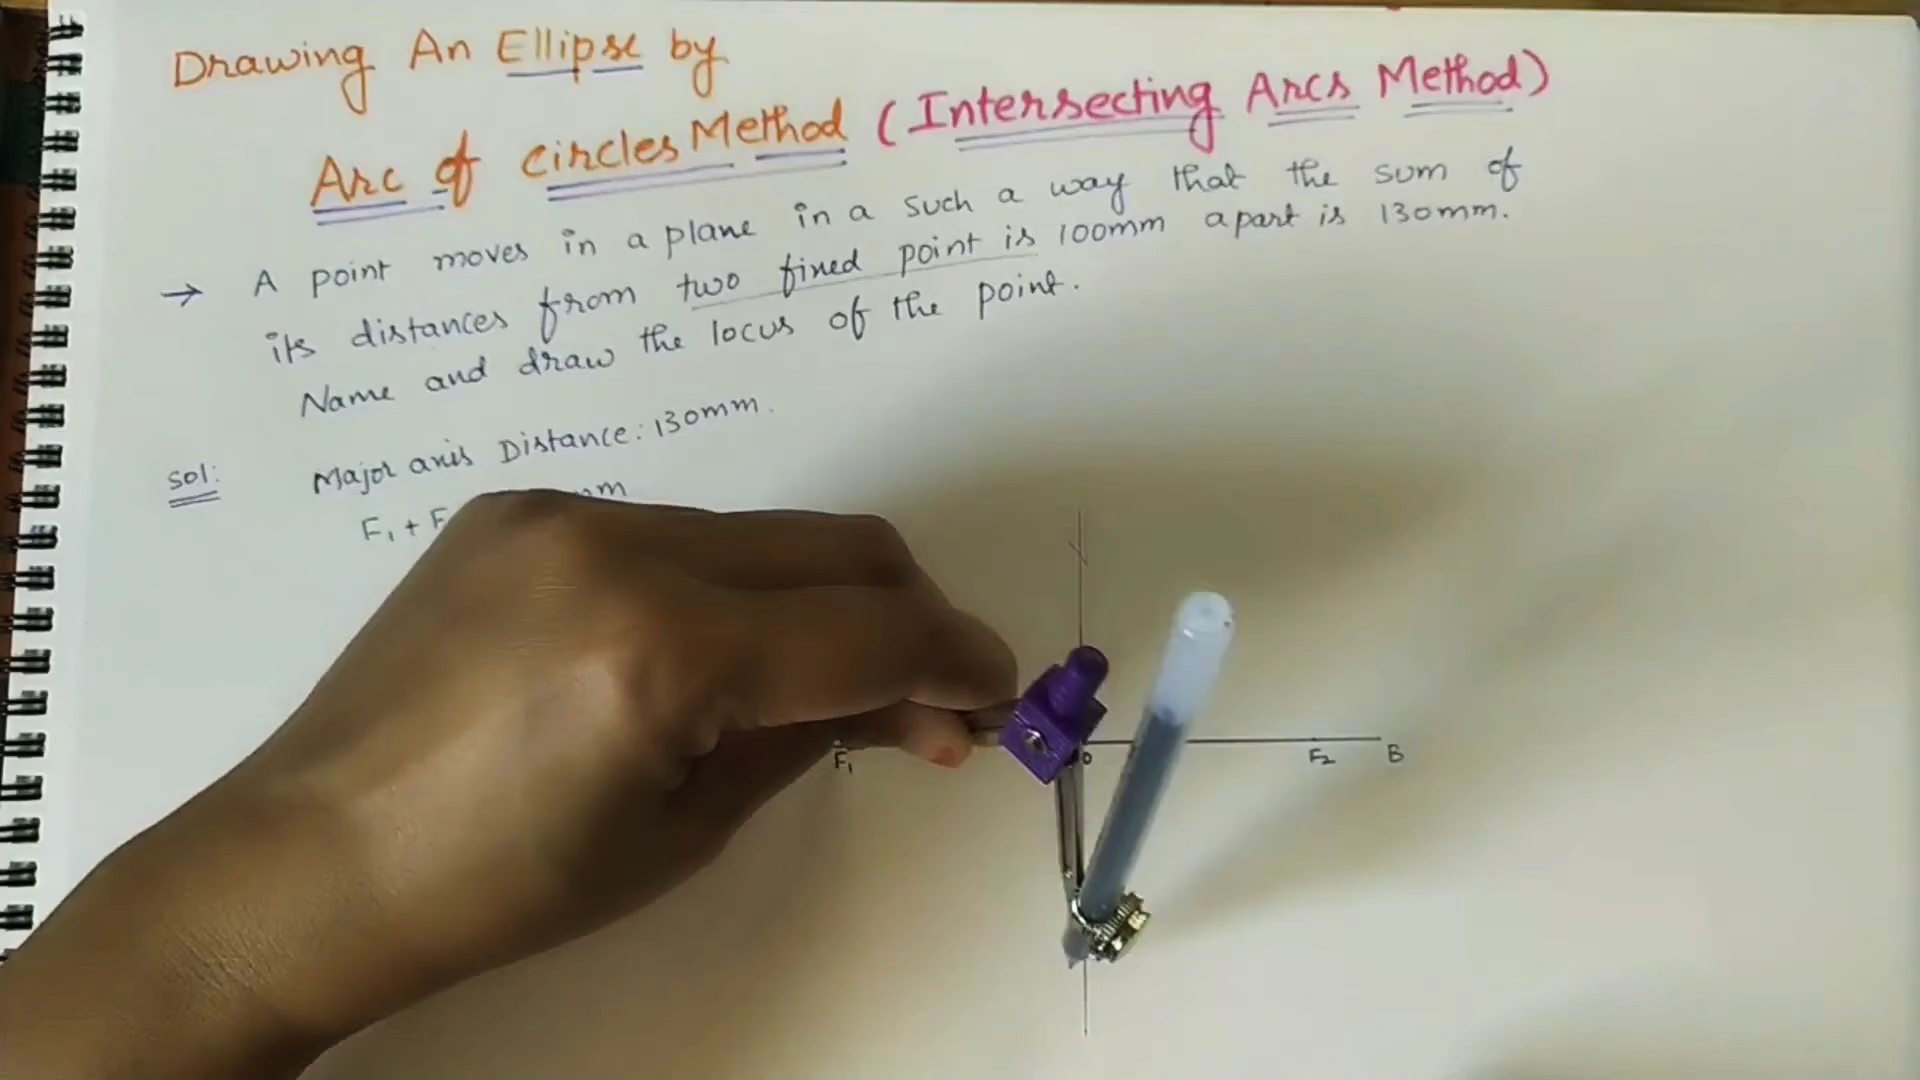 Drawing An Ellipse by
Arc of circles Method (Intersecting Arcs Method)
→ A point moves in a plane in a such a way that the sum of
its distances from two fixed point is 100mm apart is 130mm.
Name and draw the locus of the point.
Sol: Major axis Distance: 130mm.
F₁ + F mm
F₁ O F₂ B